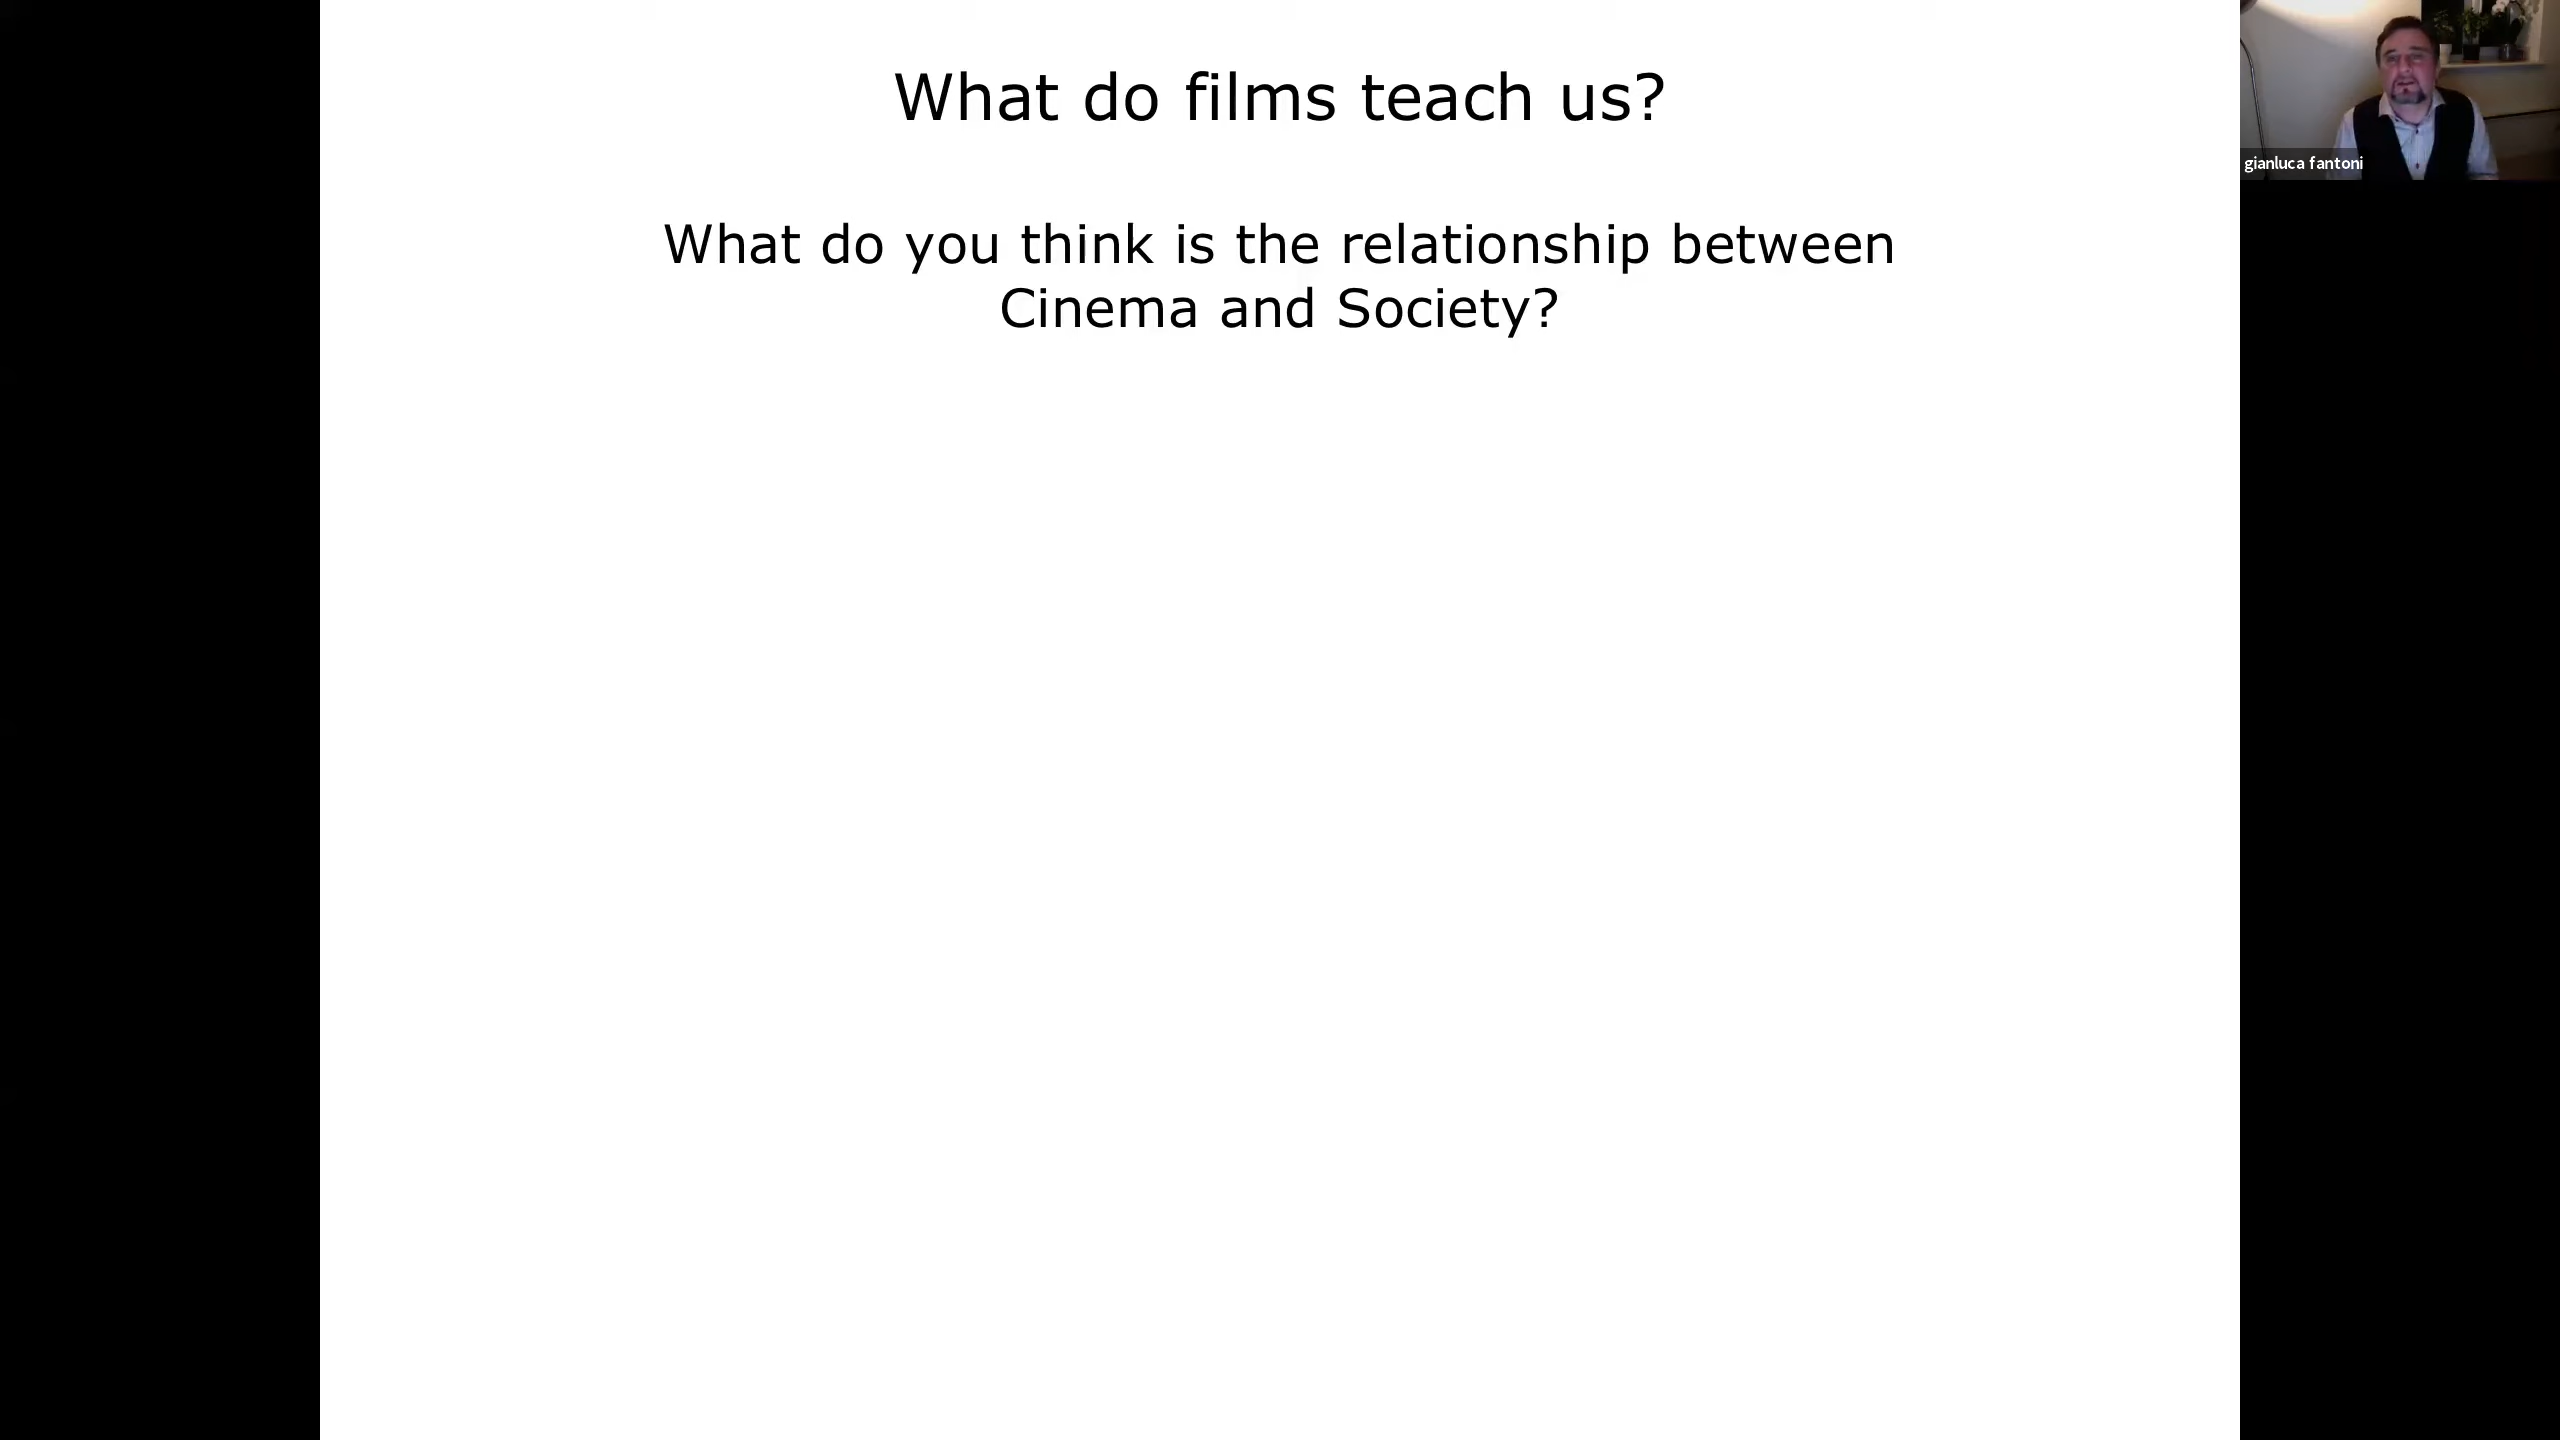 What do films teach us?
What do you think is the relationship between
Cinema and Society?
gianluca fantoni